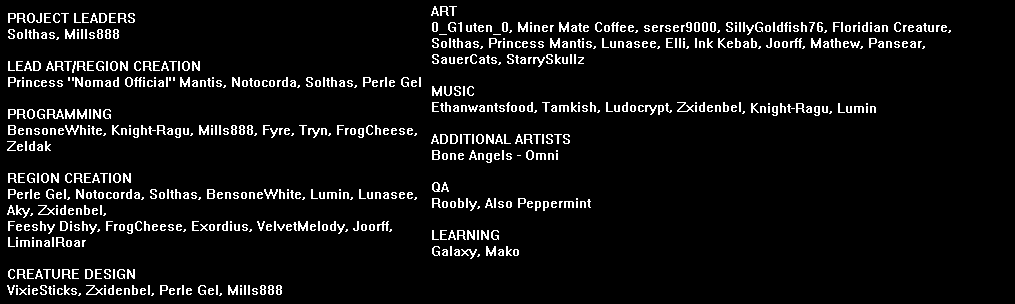 PROJECT LEADERS
Solthas, Mills888
LEAD ART/REGION CREATION
Princess "Nomad Official" Mantis, Notocorda, Solthas, Perle Gel
PROGRAMMING
BensoneWhite, Knight-Ragu, Mills888, Fyre, Tryn, FrogCheese,
Zeldak
REGION CREATION
Perle Gel, Notocorda, Solthas, BensoneWhite, Lumin, Lunasee,
Aky, Zxidenbel,
Feeshy Dishy, FrogCheese, Exordius, VelvetMelody, Joorff,
LiminalRoar
CREATURE DESIGN
VixieSticks, Zxidenbel, Perle Gel, Mills888
ART
0_G1uten_0, Miner Mate Coffee, serser9000, SillyGoldfish76, Floridian Creature,
Solthas, Princess Mantis, Lunasee, Elli, Ink Kebab, Joorff, Mathew, Pansear,
SauerCats, StarrySkullz
MUSIC
Ethanwantsfood, Tamkish, Ludocrypt, Zxidenbel, Knight-Ragu, Lumin
ADDITIONAL ARTISTS
Bone Angels - Omni
QA
Roobly, Also Peppermint
LEARNING
Galaxy, Mako